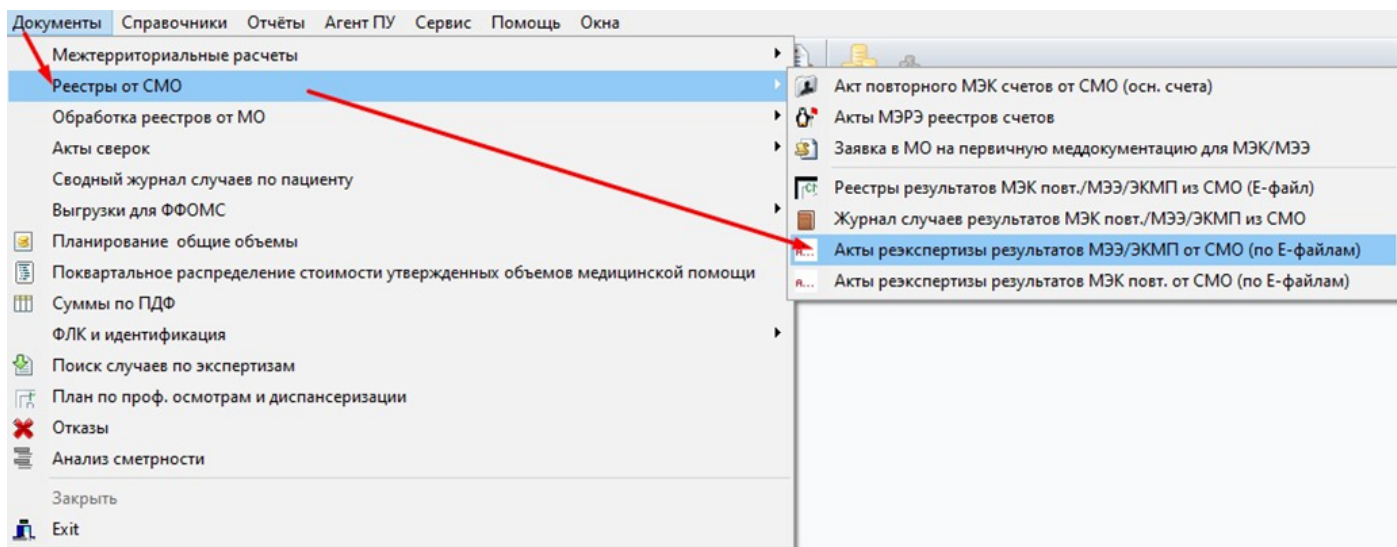 Документы Справочники Отчёты Агент ПУ Сервис Помощь Окна
Межтерриториальные расчеты
Реестры от СМО
Обработка реестров от МО
Акты сверок
Сводный журнал случаев по пациенту
Выгрузки для ФФОМС
Планирование общие объемы
Поквартальное распределение стоимости утвержденных объемов медицинской помощи
Суммы по ПДФ
ФЛК и идентификация
Поиск случаев по экспертизам
План по проф. осмотрам и диспансеризации
Отказы
Анализ сметрности
Закрыть
Exit
Акт повторного МЭК счетов от СМО (осн. счета)
Акты МЭРЭ реестров счетов
Заявка в МО на первичную меддокументацию для МЭК/МЭЭ
Реестры результатов МЭК повт./МЭЭ/ЭКМП из СМО (Е-файл)
Журнал случаев результатов МЭК повт./МЭЭ/ЭКМП из СМО
Акты реэкспертизы результатов МЭЭ/ЭКМП от СМО (по Е-файлам)
Акты реэкспертизы результатов МЭК повт. от СМО (по Е-файлам)